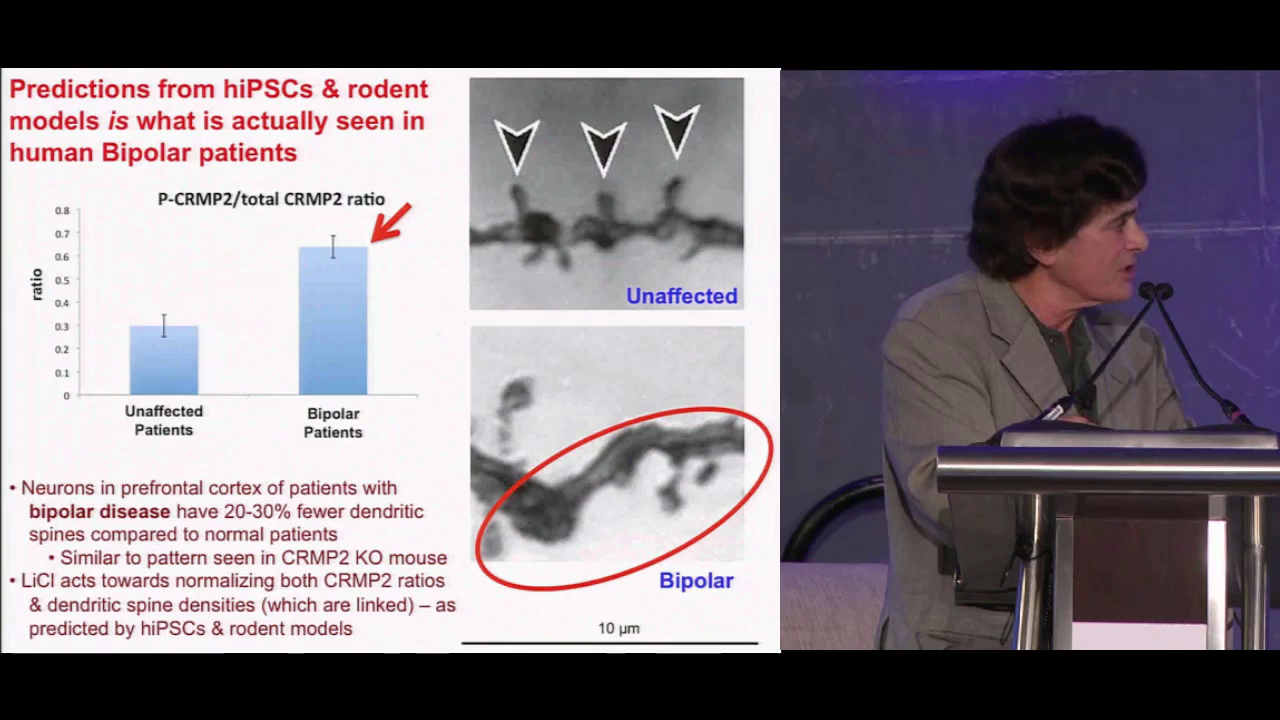 Predictions from hiPSCs & rodent
models is what is actually seen in
human Bipolar patients
P-CRMP2/total CRMP2 ratio
ratio
0.8
0.7
0.6
0.5
0.4
0.3
0.2
0.1
0
Unaffected
Patients
Bipolar
Patients
• Neurons in prefrontal cortex of patients with
bipolar disease have 20-30% fewer dendritic
spines compared to normal patients
• Similar to pattern seen in CRMP2 KO mouse
• LiCl acts towards normalizing both CRMP2 ratios
& dendritic spine densities (which are linked) – as
predicted by hiPSCs & rodent models
Unaffected
Bipolar
10 µm